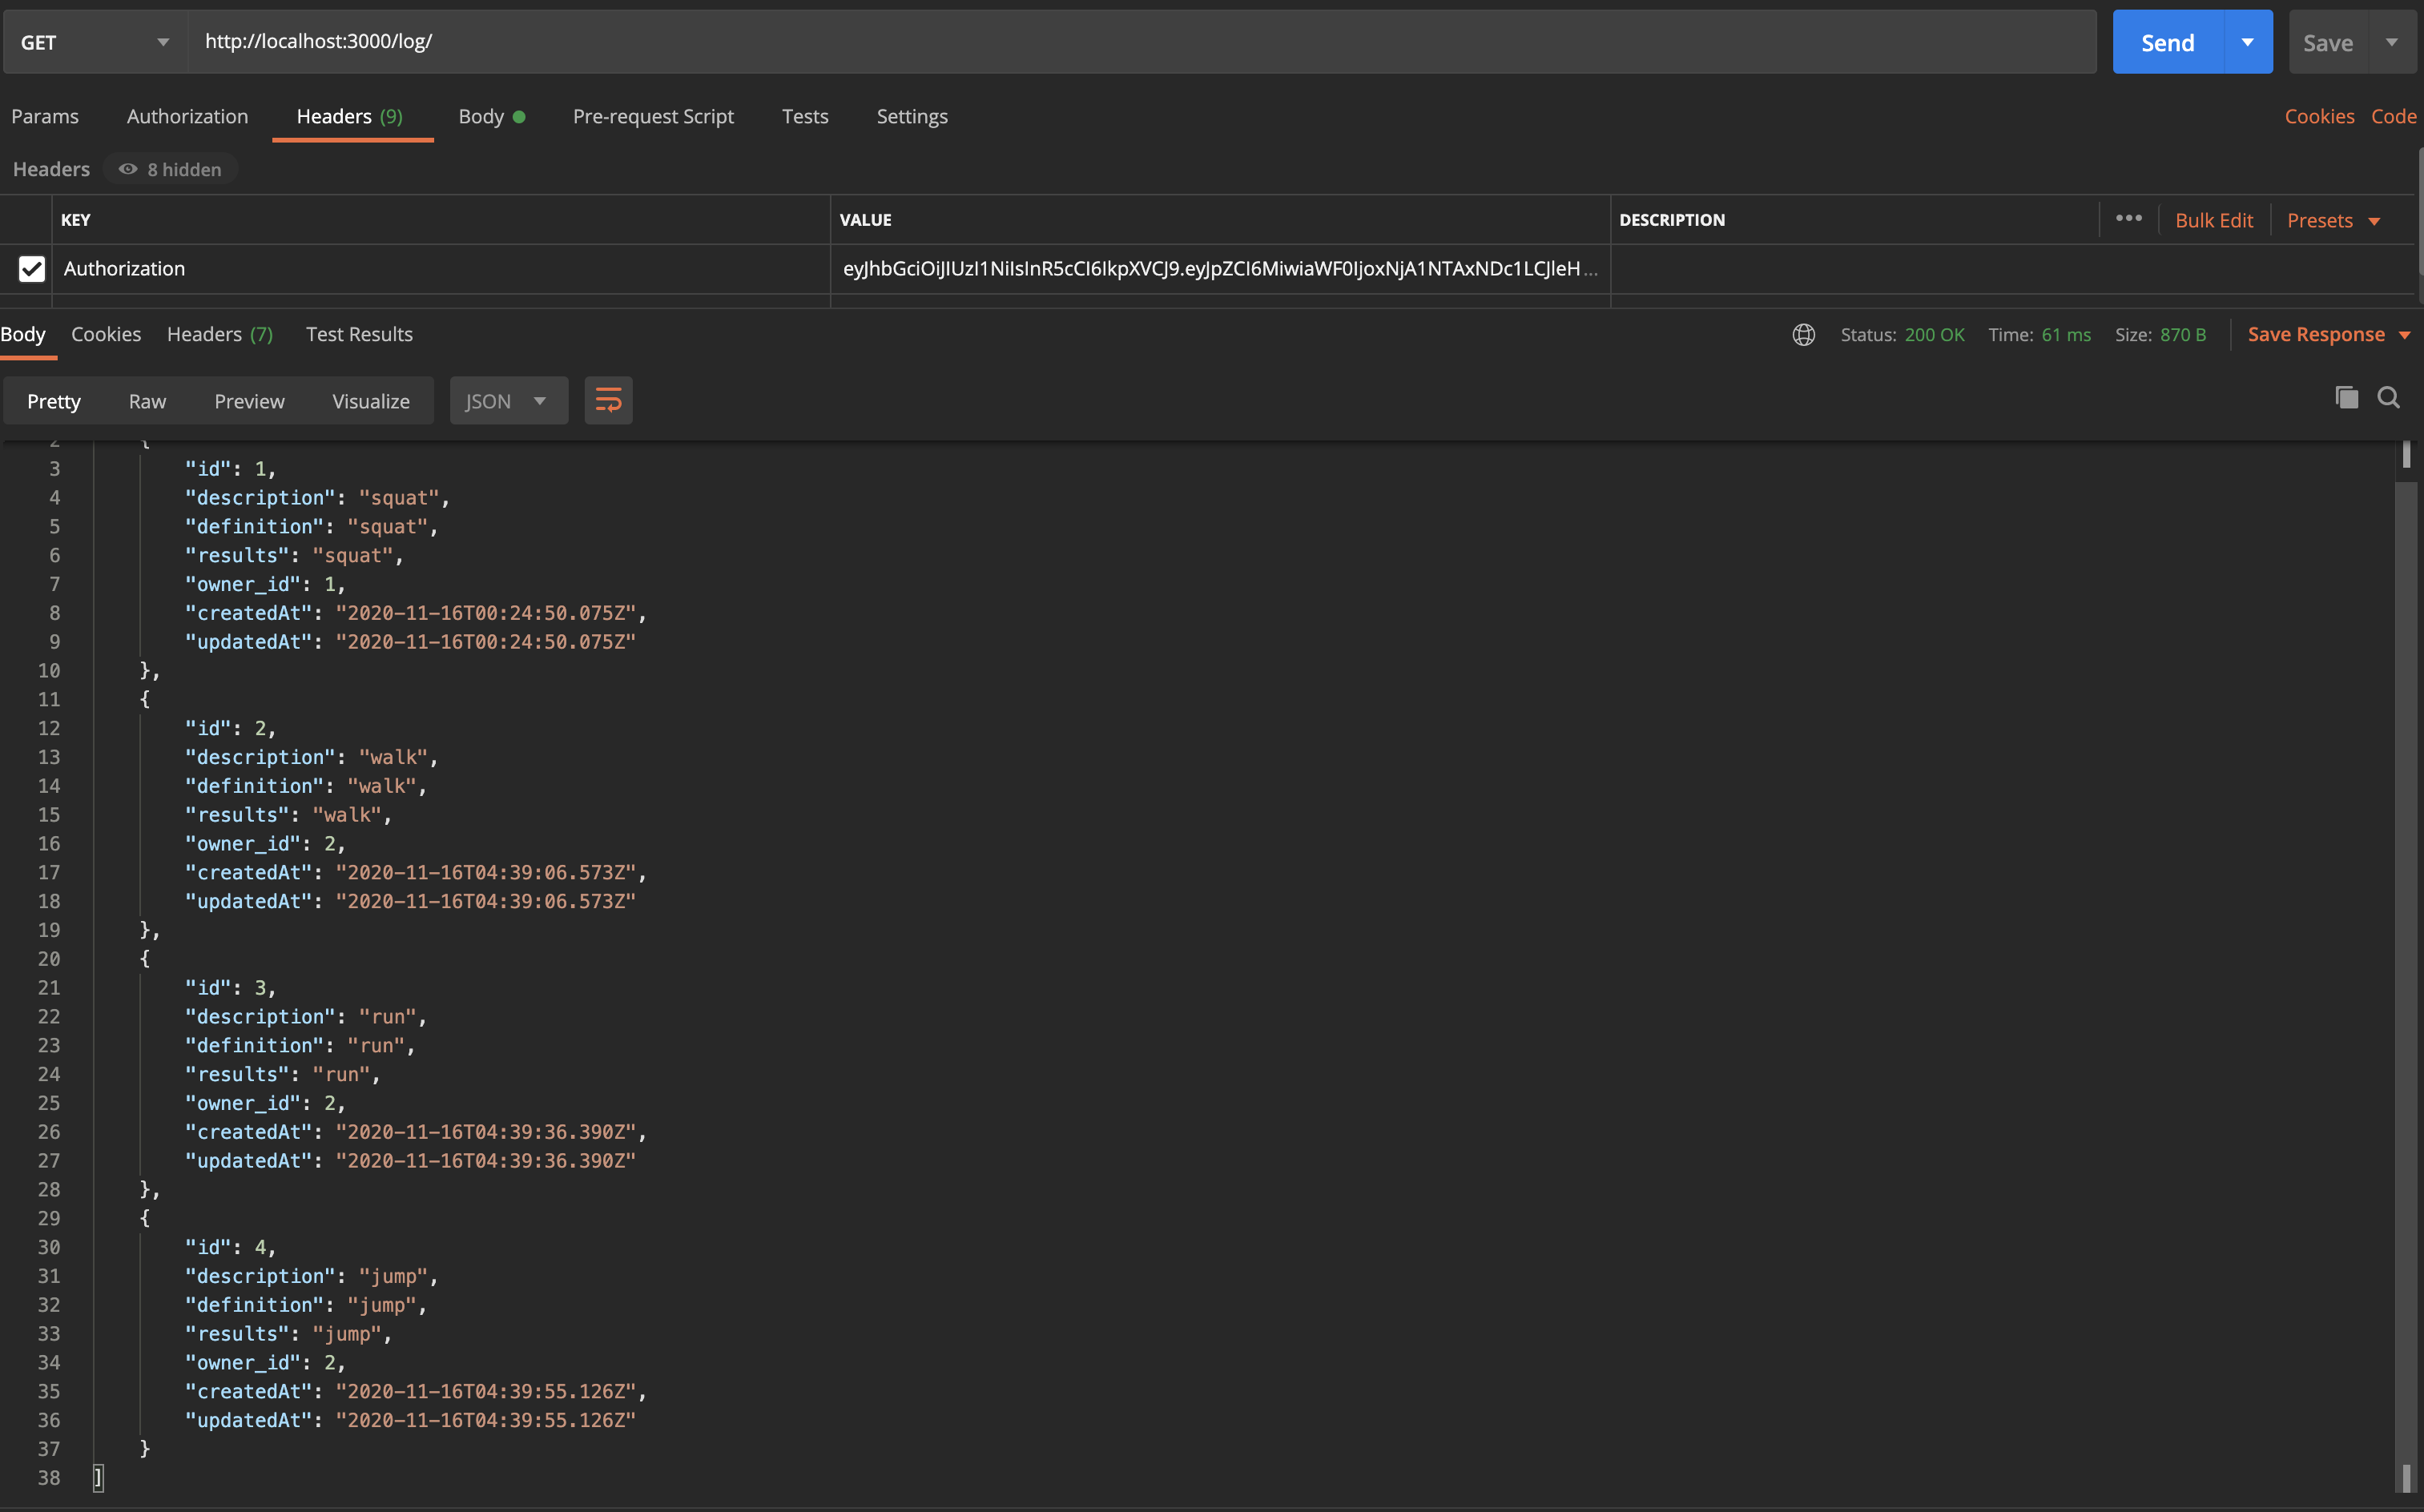 GET http://localhost:3000/log/ Send Save
Params Authorization Headers (9) Body Pre-request Script Tests Settings Cookies Code
Headers 8 hidden
KEY VALUE DESCRIPTION ••• Bulk Edit Presets
Authorization eyJhbGciOiJIUzI1NiIsInR5cCI6IkpXVCJ9.eyJpZCI6MiwiaWF0IjoxNjA1NTAxNDc1LCJleH...
Body Cookies Headers (7) Test Results Status: 200 OK Time: 61 ms Size: 870 B Save Response
Pretty Raw Preview Visualize JSON
2 {
3 "id": 1,
4 "description": "squat",
5 "definition": "squat",
6 "results": "squat",
7 "owner_id": 1,
8 "createdAt": "2020-11-16T00:24:50.075Z",
9 "updatedAt": "2020-11-16T00:24:50.075Z"
10 },
11 {
12 "id": 2,
13 "description": "walk",
14 "definition": "walk",
15 "results": "walk",
16 "owner_id": 2,
17 "createdAt": "2020-11-16T04:39:06.573Z",
18 "updatedAt": "2020-11-16T04:39:06.573Z"
19 },
20 {
21 "id": 3,
22 "description": "run",
23 "definition": "run",
24 "results": "run",
25 "owner_id": 2,
26 "createdAt": "2020-11-16T04:39:36.390Z",
27 "updatedAt": "2020-11-16T04:39:36.390Z"
28 },
29 {
30 "id": 4,
31 "description": "jump",
32 "definition": "jump",
33 "results": "jump",
34 "owner_id": 2,
35 "createdAt": "2020-11-16T04:39:55.126Z",
36 "updatedAt": "2020-11-16T04:39:55.126Z"
37 }
38 ]